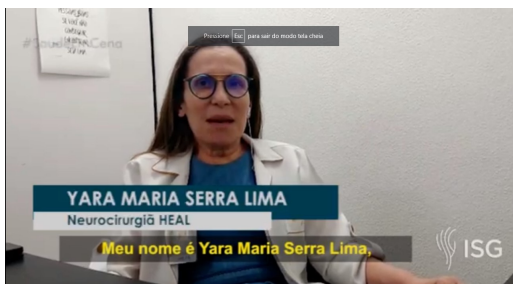 Pressione Esc para sair do modo tela cheia
YARA MARIA SERRA LIMA
Neurocirurgiã HEAL
Meu nome é Yara Maria Serra Lima,
ISG